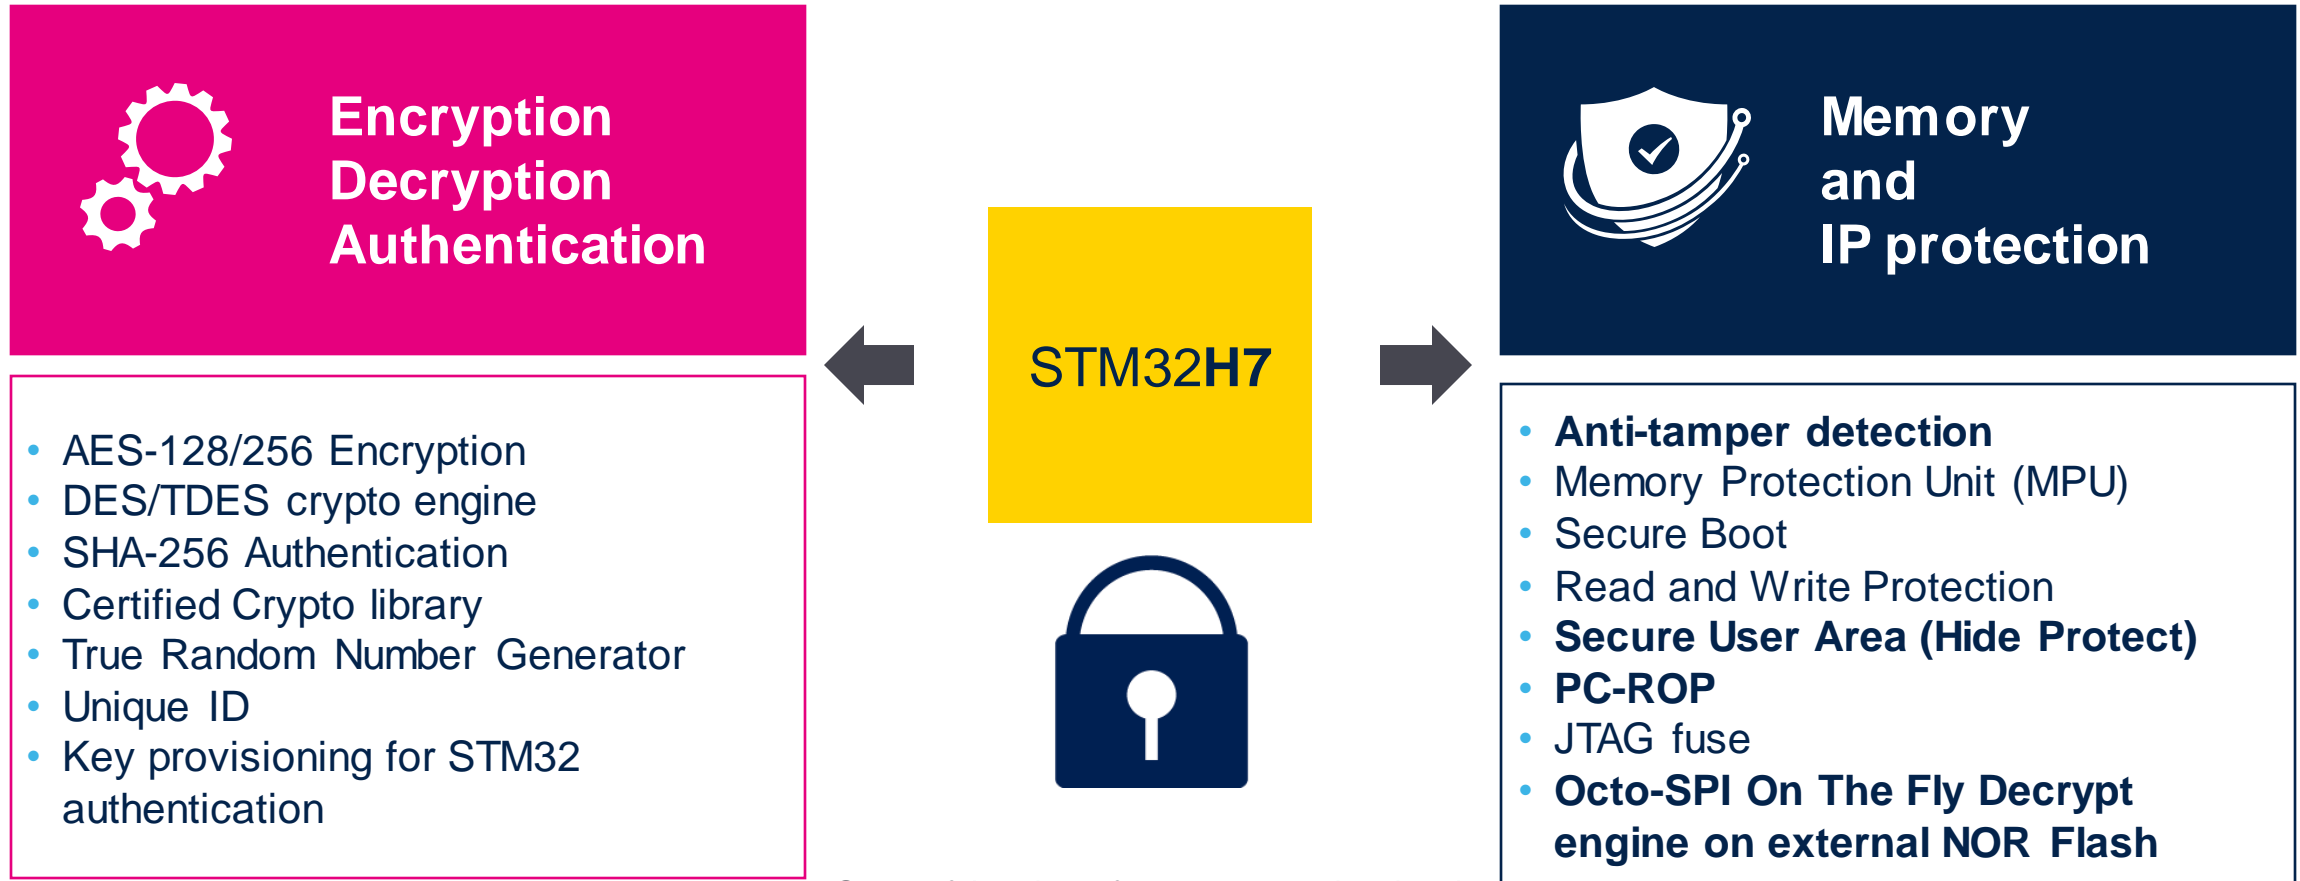 Encryption
Decryption
Authentication
• AES-128/256 Encryption
• DES/TDES crypto engine
• SHA-256 Authentication
• Certified Crypto library
• True Random Number Generator
• Unique ID
• Key provisioning for STM32
authentication
STM32H7
Memory
and
IP protection
• Anti-tamper detection
• Memory Protection Unit (MPU)
• Secure Boot
• Read and Write Protection
• Secure User Area (Hide Protect)
• PC-ROP
• JTAG fuse
• Octo-SPI On The Fly Decrypt
engine on external NOR Flash